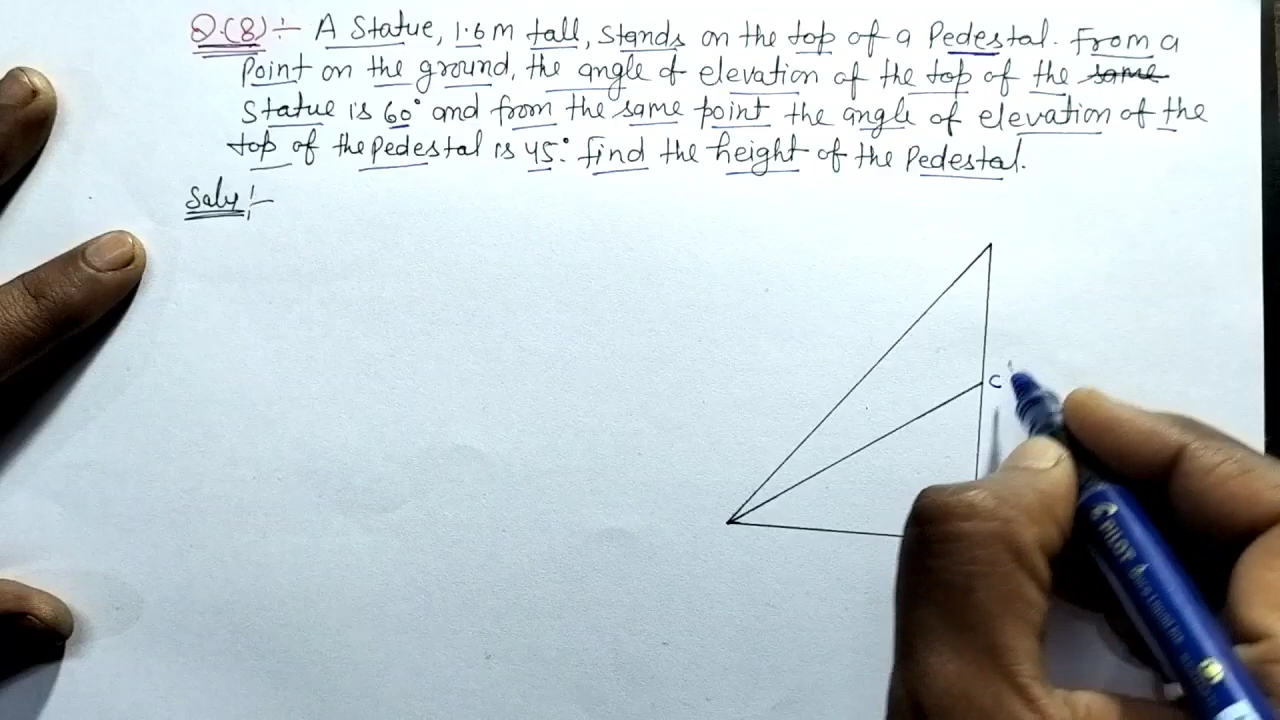 Q.(8) :- A Statue, 1.6 m tall, stands on the top of a Pedestal. From a
Point on the ground, the angle of elevation of the top of the same
Statue is 60° and from the same point the angle of elevation of the
top of the Pedestal is 45°. find the height of the Pedestal.
Solu :-
C
PILOT